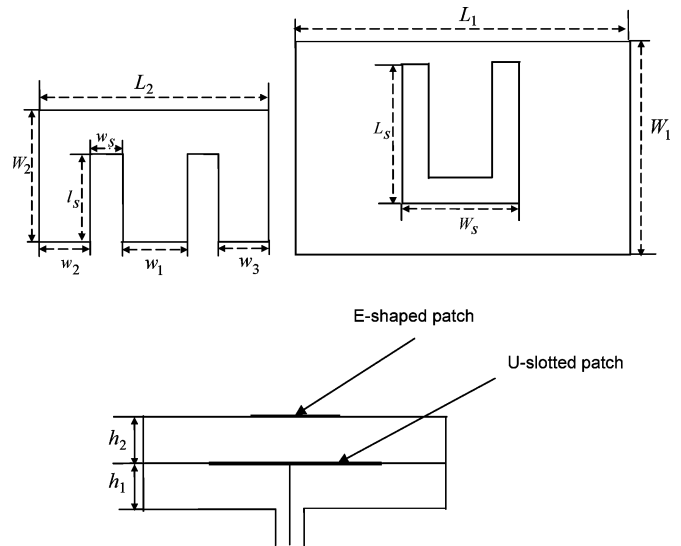 L₂
W₂
wₛ
lₛ
w₂
w₁
w₃
L₁
Lₛ
W₁
Wₛ
E-shaped patch
U-slotted patch
h₂
h₁